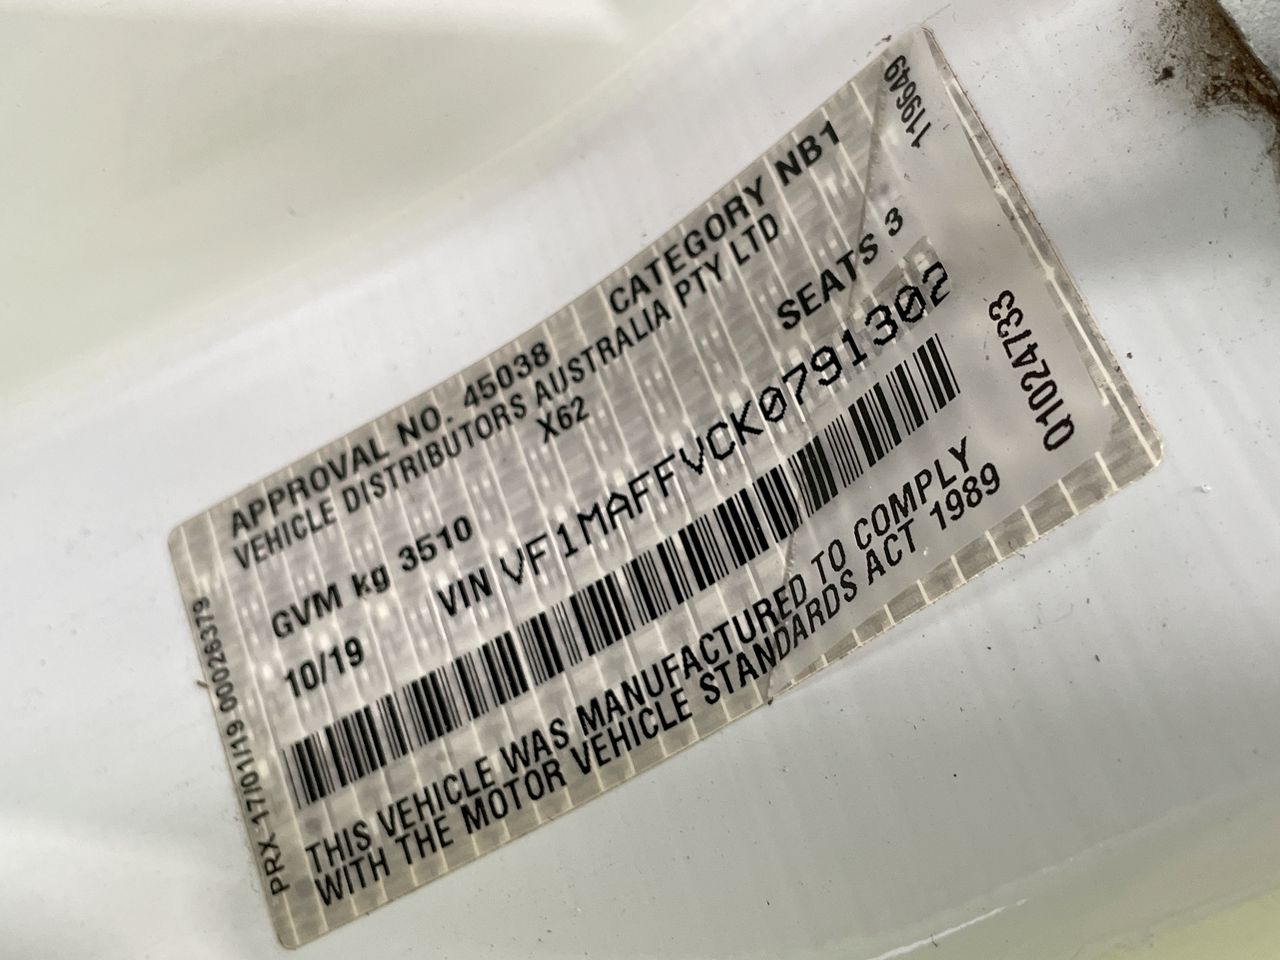 APPROVAL NO. 45038 CATEGORY NB1
VEHICLE DISTRIBUTORS AUSTRALIA PTY LTD
X62
GVM kg 3510 SEATS 3
10/19 VIN VF1MAFFVCK0791302
THIS VEHICLE WAS MANUFACTURED TO COMPLY
WITH THE MOTOR VEHICLE STANDARDS ACT 1989
PRX 17/01/19 00026379
119649
Q1024733